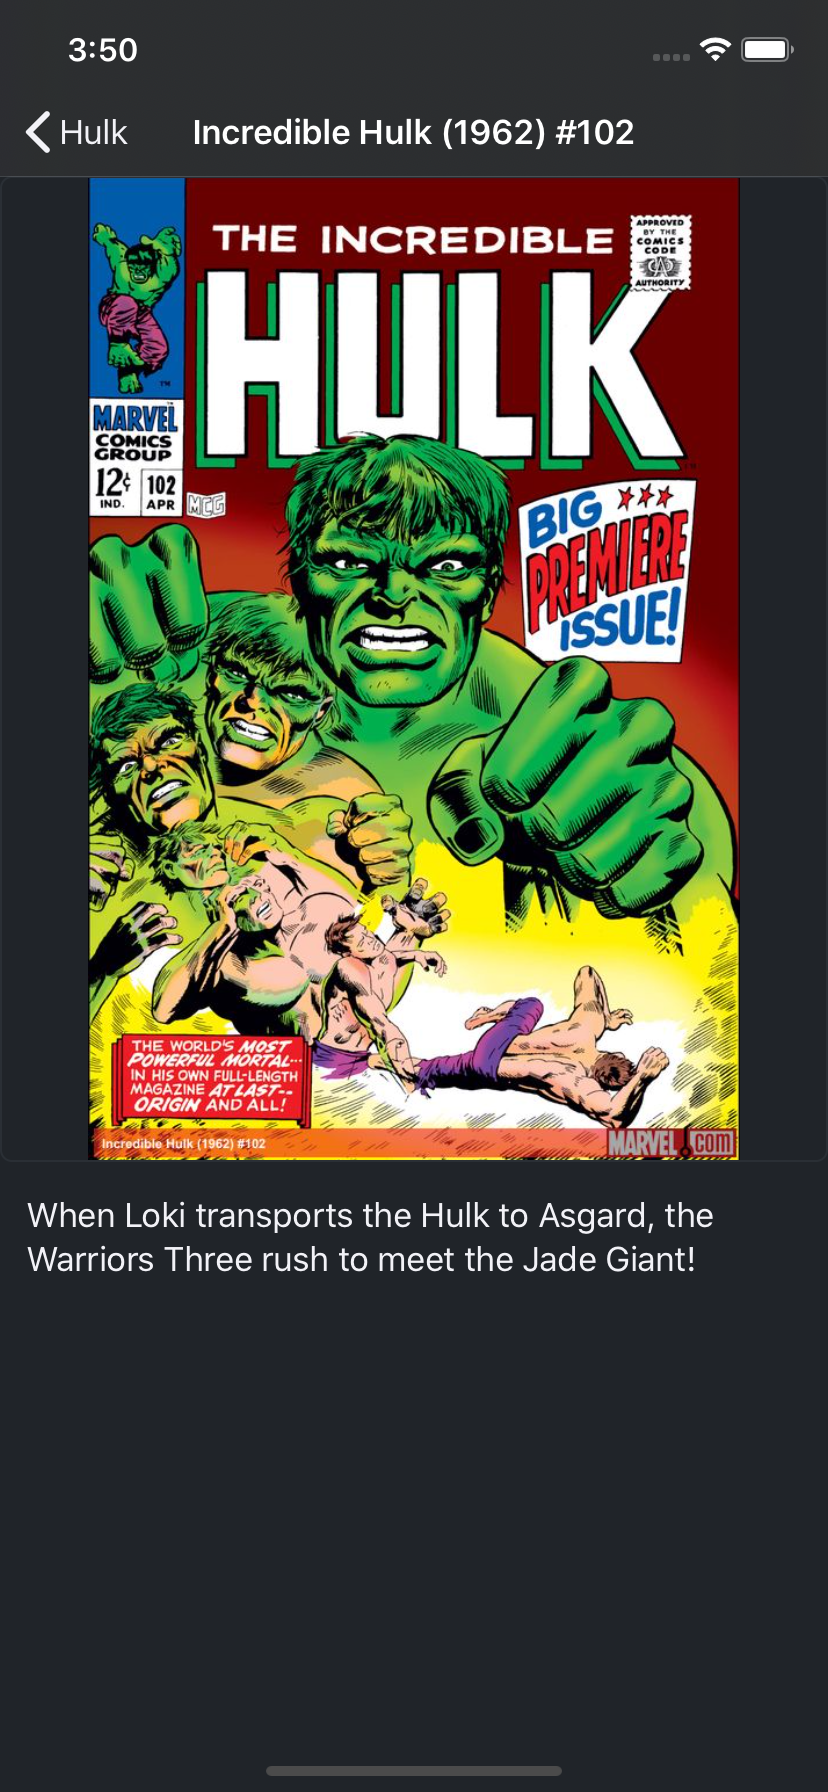 3:50
Hulk
Incredible Hulk (1962) #102
THE INCREDIBLE
HULK
APPROVED
BY THE
COMICS
CODE
CA
AUTHORITY
TM
MARVEL
COMICS
GROUP
12¢
IND.
102
APR
MCG
BIG
PREMIERE
ISSUE!
THE WORLD'S MOST
POWERFUL MORTAL--
IN HIS OWN FULL-LENGTH
MAGAZINE AT LAST--
ORIGIN AND ALL!
Incredible Hulk (1962) #102
MARVEL.com
When Loki transports the Hulk to Asgard, the
Warriors Three rush to meet the Jade Giant!